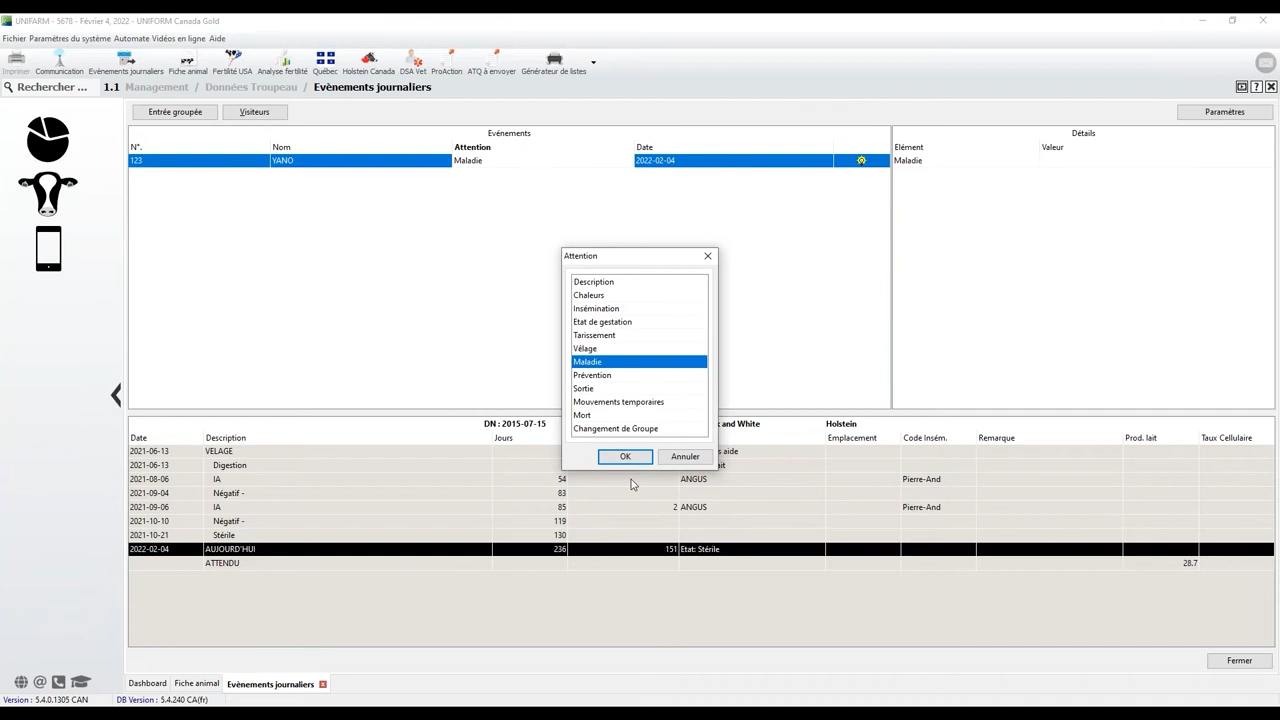 UNIFARM - 5678 - Février 4, 2022 - UNIFORM Canada Gold
Fichier Paramètres du système Automate Vidéos en ligne Aide
Imprimer Communication Evènements journaliers Fiche animal Fertilité USA Analyse fertilité Québec Holstein Canada DSA Vet ProAction ATQ à envoyer Générateur de listes
Rechercher ... 1.1 Management / Données Troupeau / Evènements journaliers
Entrée groupée Visiteurs Paramètres
Evénements Détails
N°. Nom Attention Date Elément Valeur
123 YANO Maladie 2022-02-04 Maladie
Attention
Description
Chaleurs
Insémination
Etat de gestation
Tarissement
Vélage
Maladie
Prévention
Sortie
Mouvements temporaires
Mort
Changement de Groupe
OK Annuler
DN : 2015-07-15 and White Holstein
Date Description Jours Emplacement Code Insém. Remarque Prod. lait Taux Cellulaire
2021-06-13 VELAGE aide
2021-06-13 Digestion ait
2021-08-06 IA 54 ANGUS Pierre-And
2021-09-04 Négatif - 83
2021-09-06 IA 85 2 ANGUS Pierre-And
2021-10-10 Négatif - 119
2021-10-21 Stérile 130
2022-02-04 AUJOURD'HUI 236 151 Etat: Stérile
ATTENDU 28.7
Fermer
Dashboard Fiche animal Evènements journaliers
Version : 5.4.0.1305 CAN DB Version : 5.4.240 CA(fr)